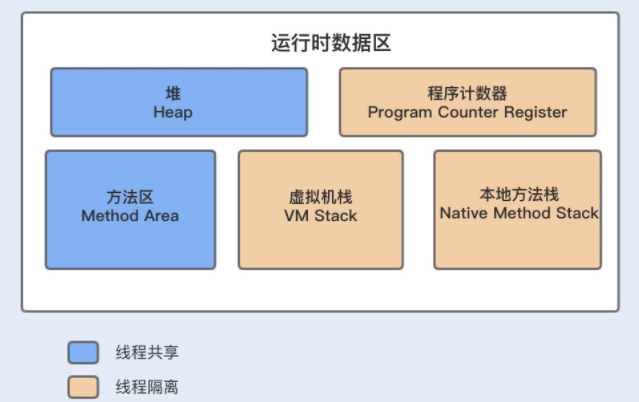 运行时数据区
堆
Heap
程序计数器
Program Counter Register
方法区
Method Area
虚拟机栈
VM Stack
本地方法栈
Native Method Stack
线程共享
线程隔离